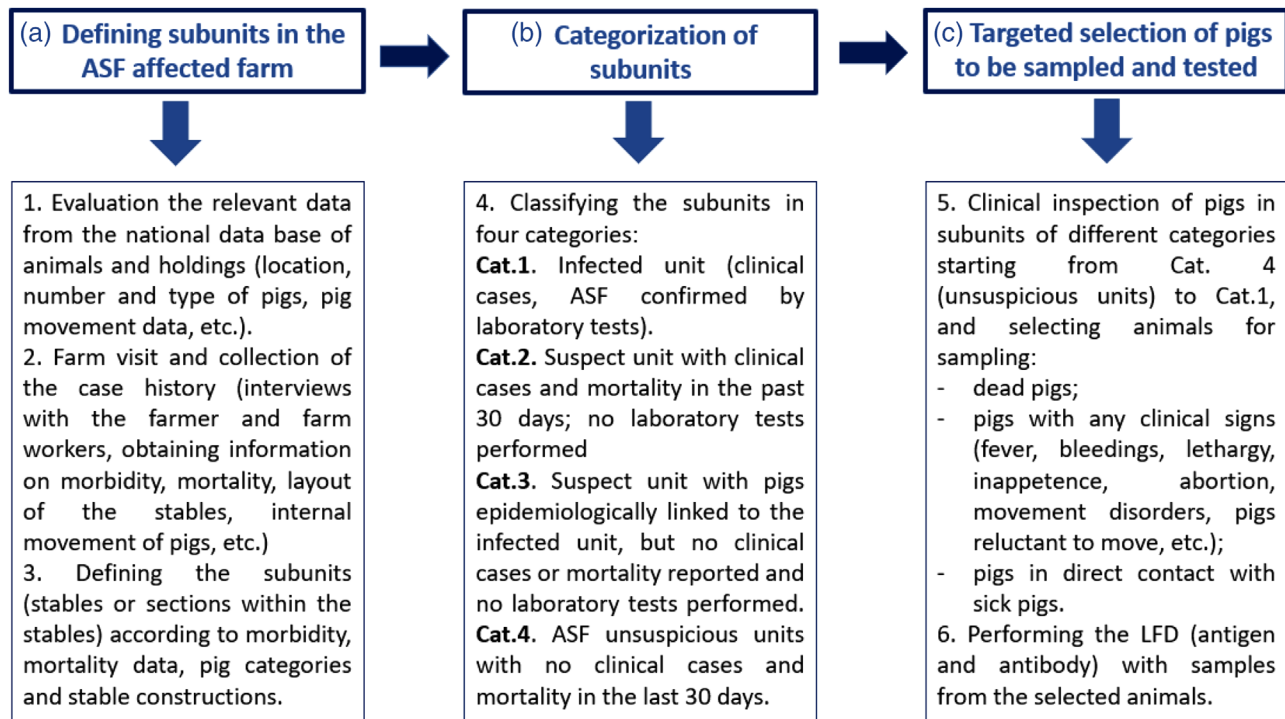 (a) Defining subunits in the
ASF affected farm
(b) Categorization of
subunits
(c) Targeted selection of pigs
to be sampled and tested
1. Evaluation the relevant data
from the national data base of
animals and holdings (location,
number and type of pigs, pig
movement data, etc.).
2. Farm visit and collection of
the case history (interviews
with the farmer and farm
workers, obtaining information
on morbidity, mortality, layout
of the stables, internal
movement of pigs, etc.)
3. Defining the subunits
(stables or sections within the
stables) according to morbidity,
mortality data, pig categories
and stable constructions.
4. Classifying the subunits in
four categories:
Cat.1. Infected unit (clinical
cases, ASF confirmed by
laboratory tests).
Cat.2. Suspect unit with clinical
cases and mortality in the past
30 days; no laboratory tests
performed
Cat.3. Suspect unit with pigs
epidemiologically linked to the
infected unit, but no clinical
cases or mortality reported and
no laboratory tests performed.
Cat.4. ASF unsuspicious units
with no clinical cases and
mortality in the last 30 days.
5. Clinical inspection of pigs in
subunits of different categories
starting from Cat. 4
(unsuspicious units) to Cat.1,
and selecting animals for
sampling:
- dead pigs;
- pigs with any clinical signs
(fever, bleedings, lethargy,
inappetence, abortion,
movement disorders, pigs
reluctant to move, etc.);
- pigs in direct contact with
sick pigs.
6. Performing the LFD (antigen
and antibody) with samples
from the selected animals.